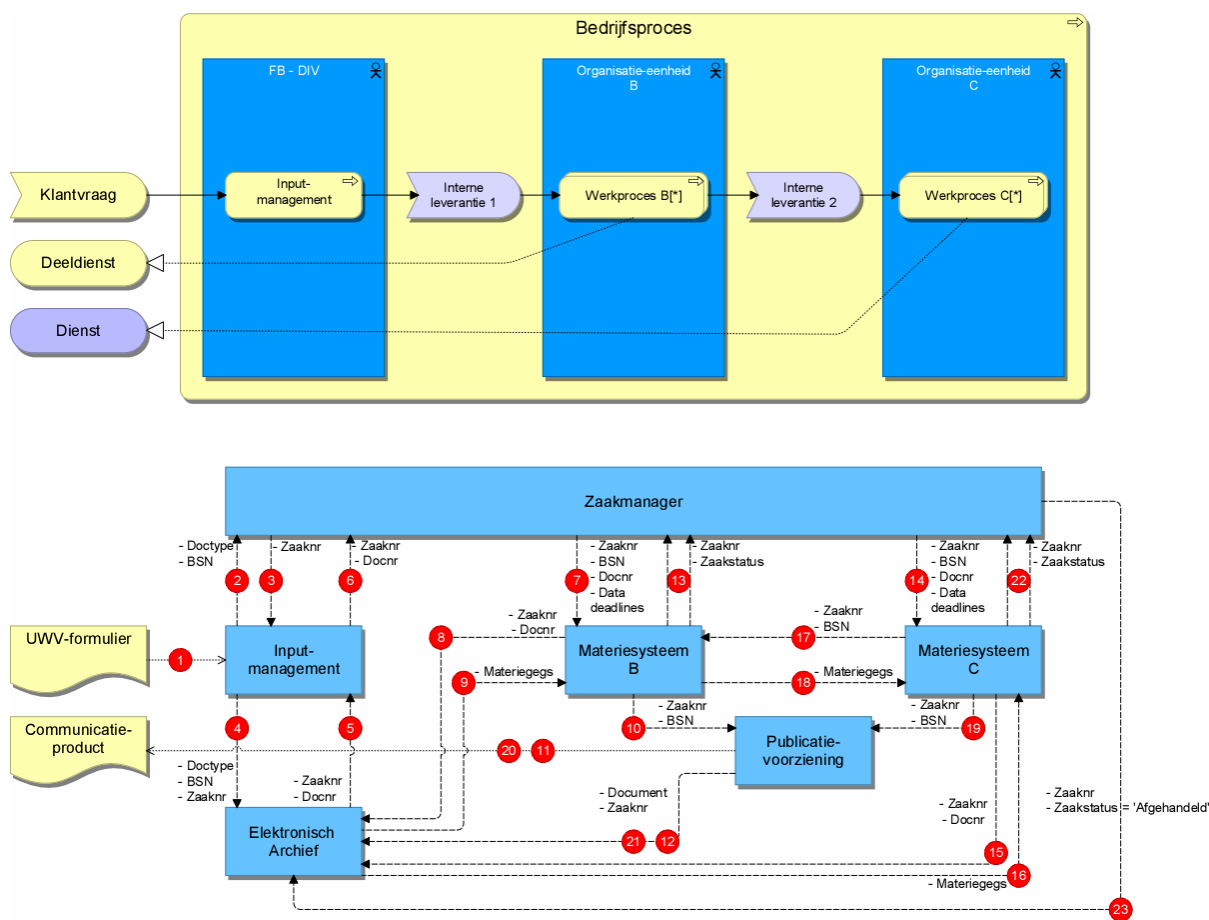 Bedrijfsproces
FB - DIV
Organisatie-eenheid
B
Organisatie-eenheid
C
Klantvraag
Input-
management
Interne
leverantie 1
Werkproces B[*]
Interne
leverantie 2
Werkproces C[*]
Deeldienst
Dienst
Zaakmanager
- Doctype
- BSN
2
- Zaaknr
3
- Zaaknr
- Docnr
6
- Zaaknr
- BSN
- Docnr
- Data
deadlines
7
- Zaaknr
- Zaakstatus
13
- Zaaknr
- BSN
- Docnr
- Data
deadlines
14
- Zaaknr
- Zaakstatus
22
UWV-formulier
1
Input-
management
- Zaaknr
- Docnr
8
- Materiegegs
9
Materiesysteem
B
- Zaaknr
- BSN
17
- Materiegegs
18
Materiesysteem
C
Communicatie-
product
4
5
- Zaaknr
- BSN
10
- Zaaknr
- BSN
19
20
11
Publicatie-
voorziening
- Doctype
- BSN
- Zaaknr
- Zaaknr
- Docnr
- Document
- Zaaknr
21
12
- Zaaknr
- Docnr
15
- Zaaknr
- Zaakstatus = 'Afgehandeld'
Elektronisch
Archief
- Materiegegs
16
23